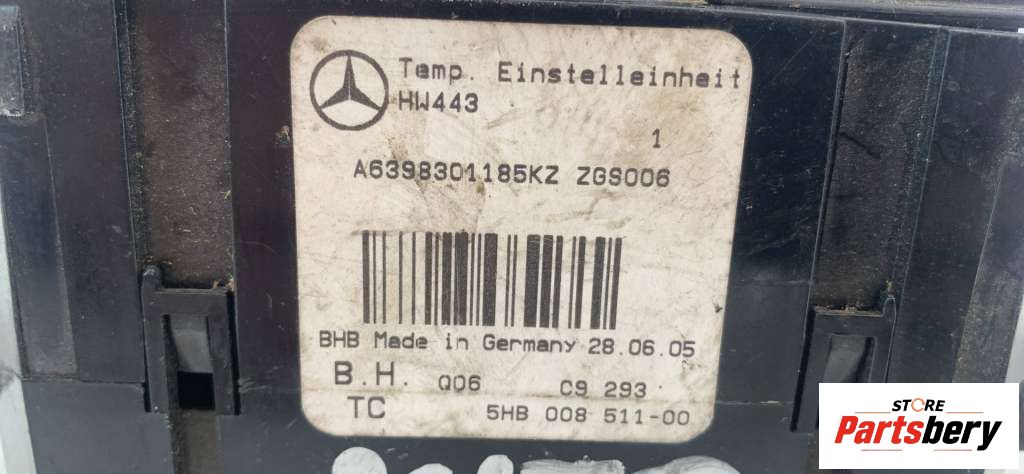 Temp. Einstelleinheit
HW443
1
A6398301185KZ ZGS006
BHB Made in Germany 28.06.05
B.H. Q06 C9 293
TC 5HB 008 511-00
STORE
Partsbery